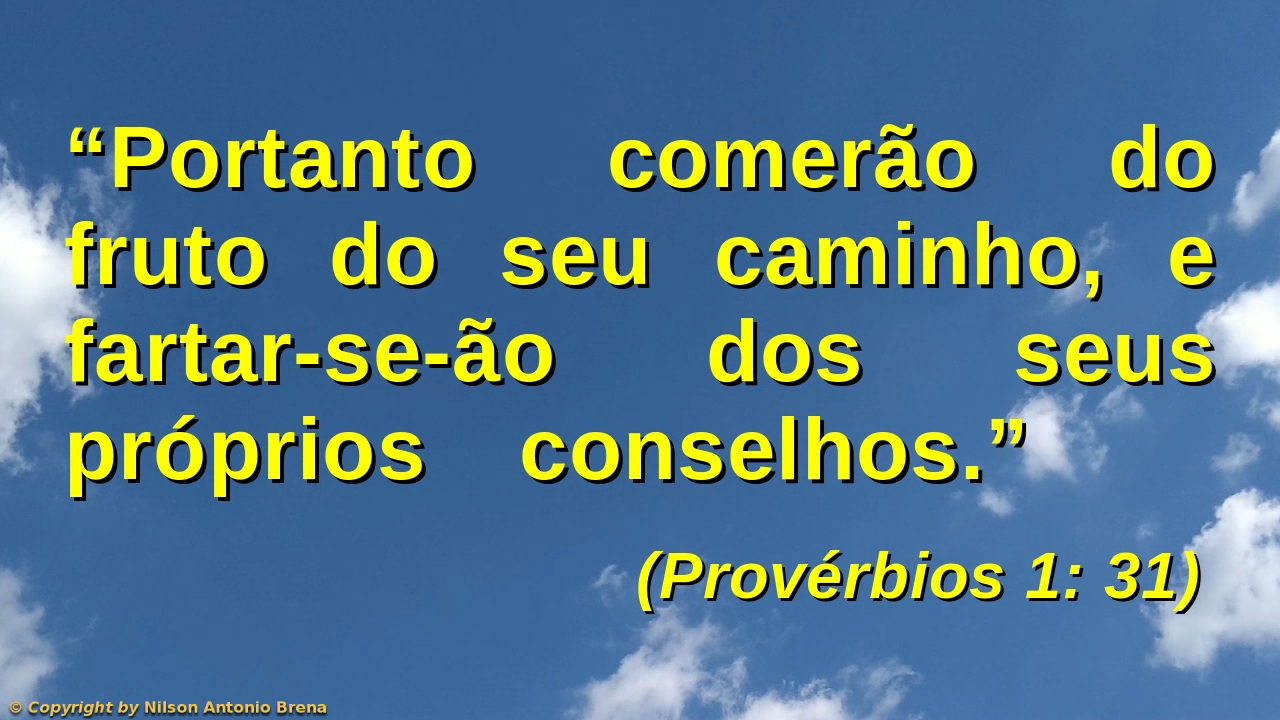 “Portanto comerão do
fruto do seu caminho, e
fartar-se-ão dos seus
próprios conselhos.”
(Provérbios 1: 31)
© Copyright by Nilson Antonio Brena